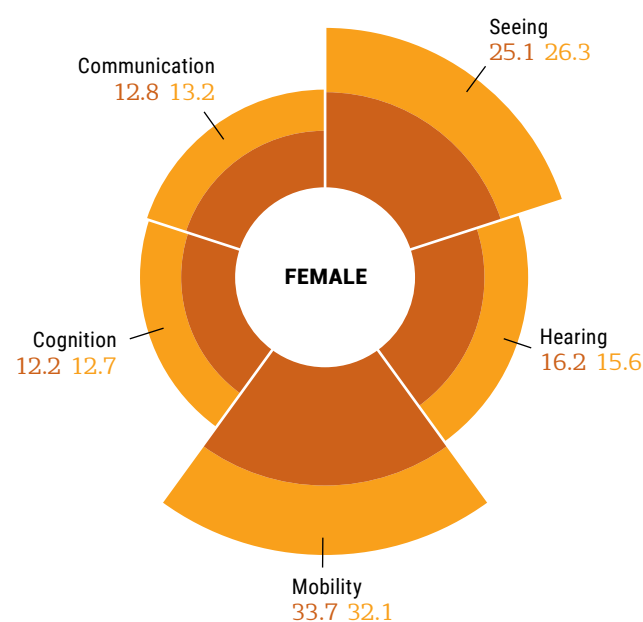 Seeing
25.1 26.3
Communication
12.8 13.2
FEMALE
Hearing
16.2 15.6
Cognition
12.2 12.7
Mobility
33.7 32.1